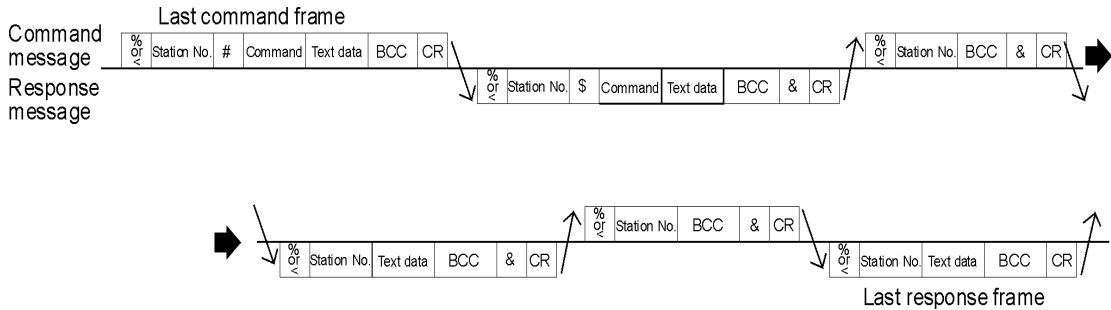 Last command frame
Command message
% or < Station No. # Command Text data BCC CR
% or < Station No. BCC & CR
Response message
% or < Station No. $ Command Text data BCC & CR
% or < Station No. BCC & CR
% or < Station No. Text data BCC & CR
% or < Station No. Text data BCC CR
Last response frame